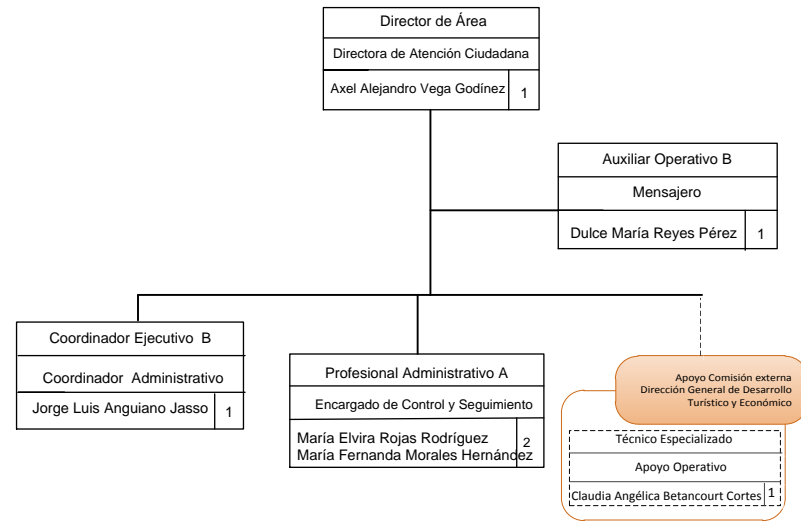 Director de Área
Directora de Atención Ciudadana
Axel Alejandro Vega Godínez 1
Auxiliar Operativo B
Mensajero
Dulce María Reyes Pérez 1
Coordinador Ejecutivo B
Coordinador Administrativo
Jorge Luis Anguiano Jasso 1
Profesional Administrativo A
Encargado de Control y Seguimiento
María Elvira Rojas Rodríguez 2
María Fernanda Morales Hernández
Apoyo Comisión externa
Dirección General de Desarrollo
Turístico y Económico
Técnico Especializado
Apoyo Operativo
Claudia Angélica Betancourt Cortes 1